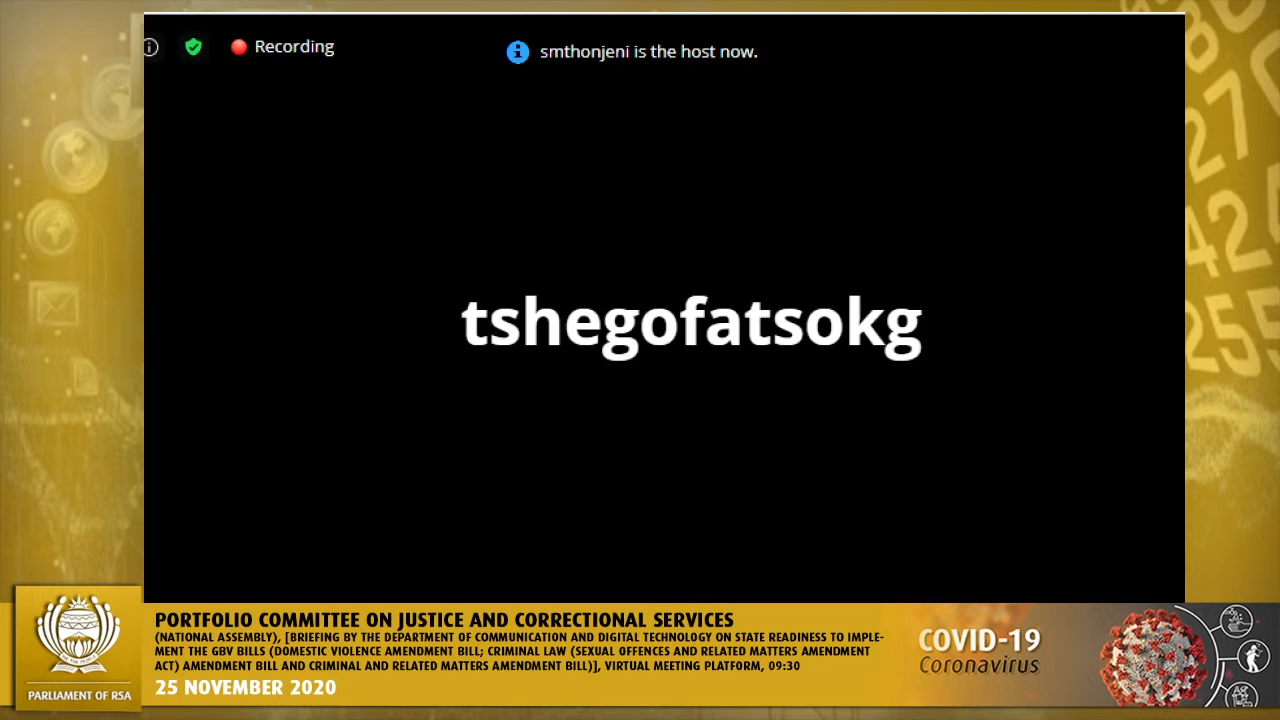 Recording
smthonjeni is the host now.
tshegofatsokg
27
42
255
PORTFOLIO COMMITTEE ON JUSTICE AND CORRECTIONAL SERVICES
(NATIONAL ASSEMBLY), [BRIEFING BY THE DEPARTMENT OF COMMUNICATION AND DIGITAL TECHNOLOGY ON STATE READINESS TO IMPLE-
MENT THE GBV BILLS (DOMESTIC VIOLENCE AMENDMENT BILL; CRIMINAL LAW (SEXUAL OFFENCES AND RELATED MATTERS AMENDMENT
ACT) AMENDMENT BILL AND CRIMINAL AND RELATED MATTERS AMENDMENT BILL)], VIRTUAL MEETING PLATFORM, 09:30
25 NOVEMBER 2020
PARLIAMENT OF RSA
COVID-19
Coronavirus